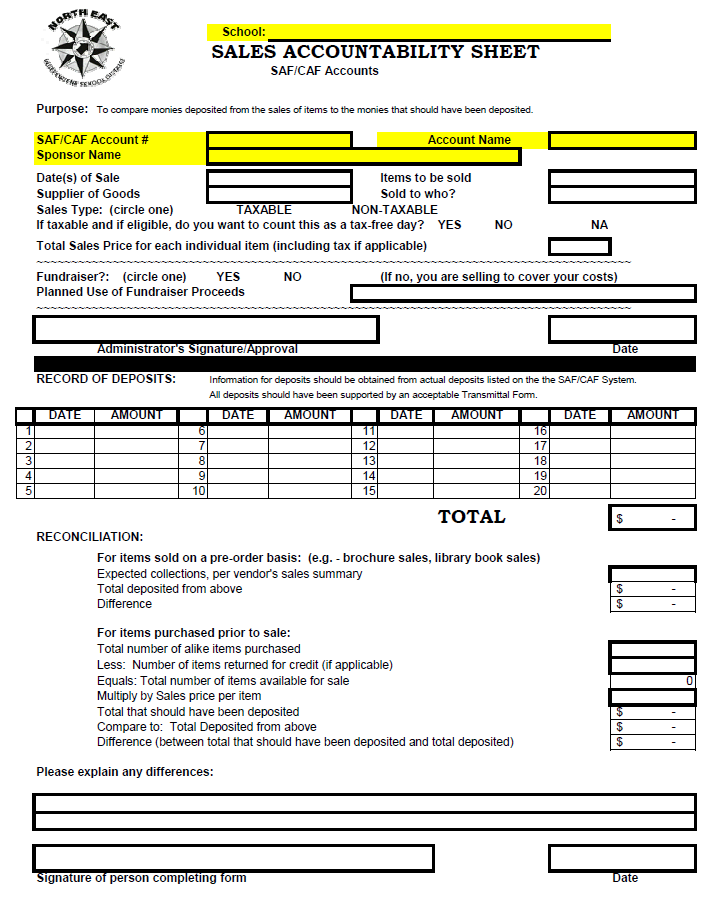 NORTH EAST
INDEPENDENT SCHOOL DISTRICT
School:
SALES ACCOUNTABILITY SHEET
SAF/CAF Accounts
Purpose: To compare monies deposited from the sales of items to the monies that should have been deposited.
SAF/CAF Account # Account Name
Sponsor Name
Date(s) of Sale Items to be sold
Supplier of Goods Sold to who?
Sales Type: (circle one) TAXABLE NON-TAXABLE
If taxable and if eligible, do you want to count this as a tax-free day? YES NO NA
Total Sales Price for each individual item (including tax if applicable)
Fundraiser?: (circle one) YES NO (If no, you are selling to cover your costs)
Planned Use of Fundraiser Proceeds
Administrator's Signature/Approval Date
RECORD OF DEPOSITS: Information for deposits should be obtained from actual deposits listed on the the SAF/CAF System.
All deposits should have been supported by an acceptable Transmittal Form.
DATE AMOUNT DATE AMOUNT DATE AMOUNT DATE AMOUNT
1 6 11 16
2 7 12 17
3 8 13 18
4 9 14 19
5 10 15 20
TOTAL $ -
RECONCILIATION:
For items sold on a pre-order basis: (e.g. - brochure sales, library book sales)
Expected collections, per vendor's sales summary
Total deposited from above $ -
Difference $ -
For items purchased prior to sale:
Total number of alike items purchased
Less: Number of items returned for credit (if applicable)
Equals: Total number of items available for sale 0
Multiply by Sales price per item
Total that should have been deposited $ -
Compare to: Total Deposited from above $ -
Difference (between total that should have been deposited and total deposited) $ -
Please explain any differences:
Signature of person completing form Date